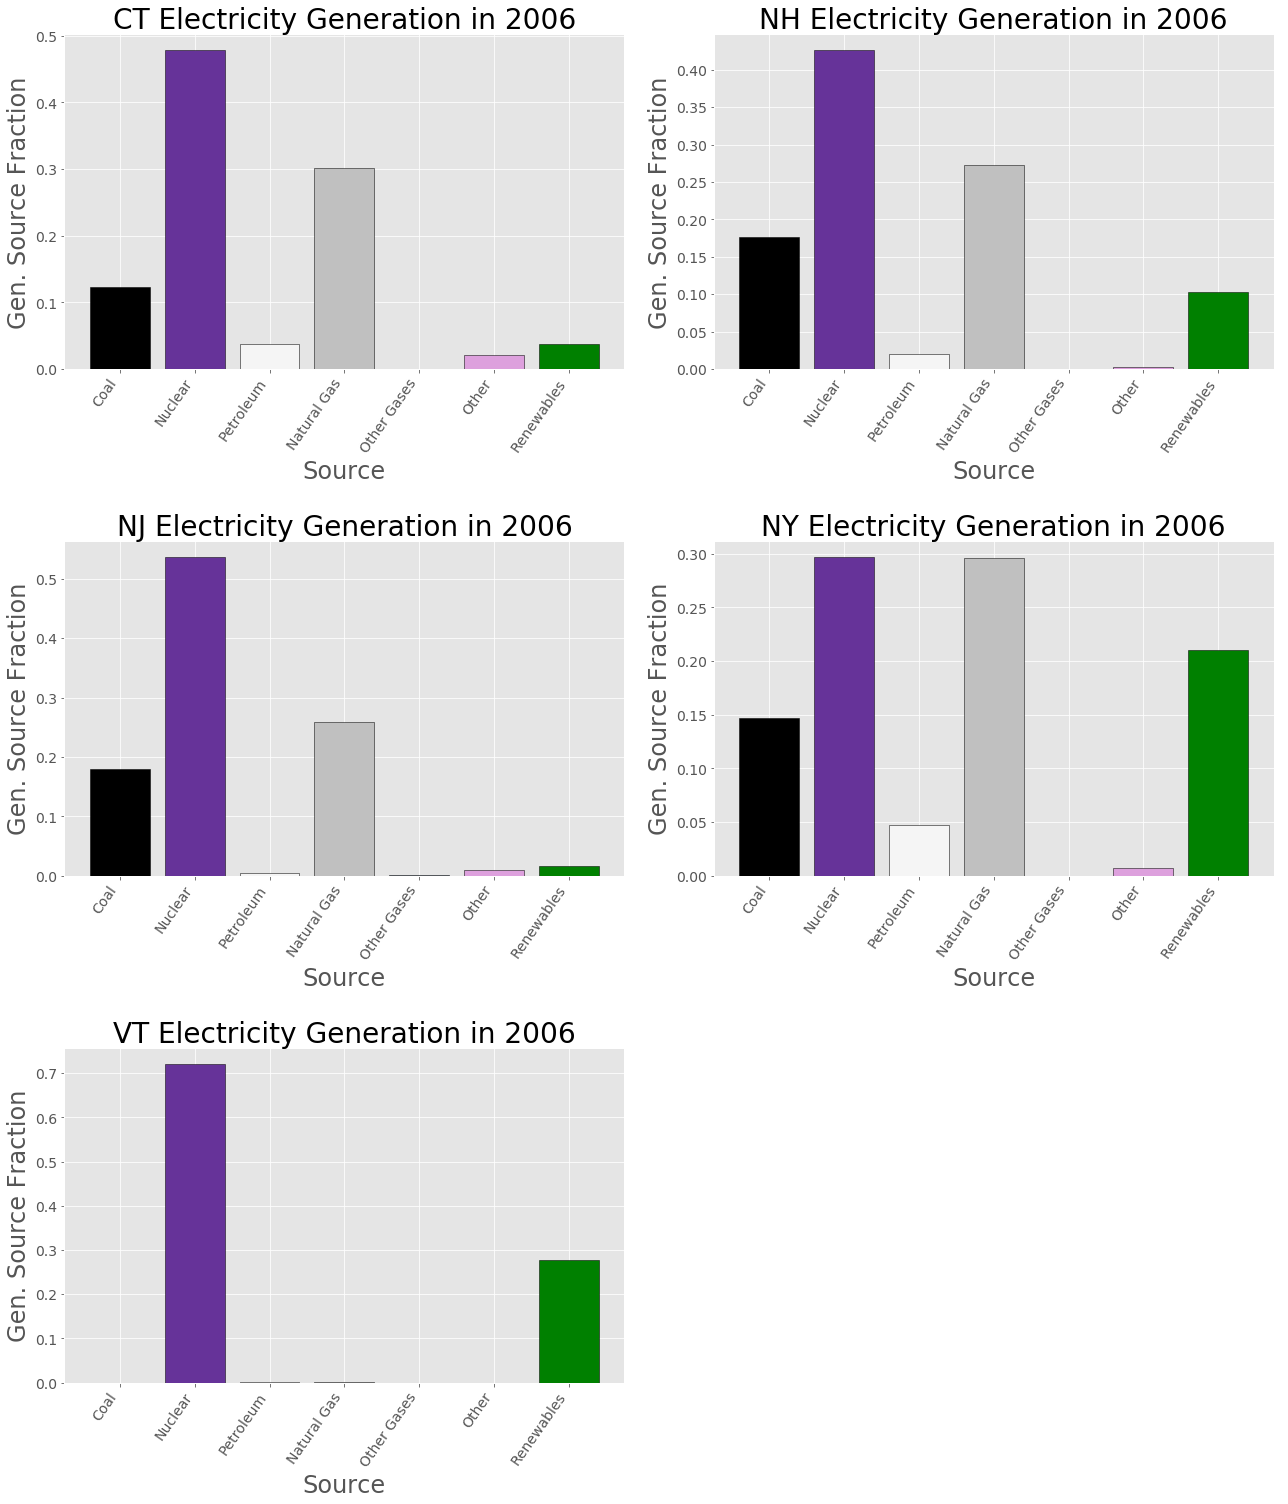 CT Electricity Generation in 2006
Gen. Source Fraction
0.5
0.4
0.3
0.2
0.1
0.0
Coal
Nuclear
Petroleum
Natural Gas
Other Gases
Other
Renewables
Source
NH Electricity Generation in 2006
Gen. Source Fraction
0.40
0.35
0.30
0.25
0.20
0.15
0.10
0.05
0.00
Coal
Nuclear
Petroleum
Natural Gas
Other Gases
Other
Renewables
Source
NJ Electricity Generation in 2006
Gen. Source Fraction
0.5
0.4
0.3
0.2
0.1
0.0
Coal
Nuclear
Petroleum
Natural Gas
Other Gases
Other
Renewables
Source
NY Electricity Generation in 2006
Gen. Source Fraction
0.30
0.25
0.20
0.15
0.10
0.05
0.00
Coal
Nuclear
Petroleum
Natural Gas
Other Gases
Other
Renewables
Source
VT Electricity Generation in 2006
Gen. Source Fraction
0.7
0.6
0.5
0.4
0.3
0.2
0.1
0.0
Coal
Nuclear
Petroleum
Natural Gas
Other Gases
Other
Renewables
Source